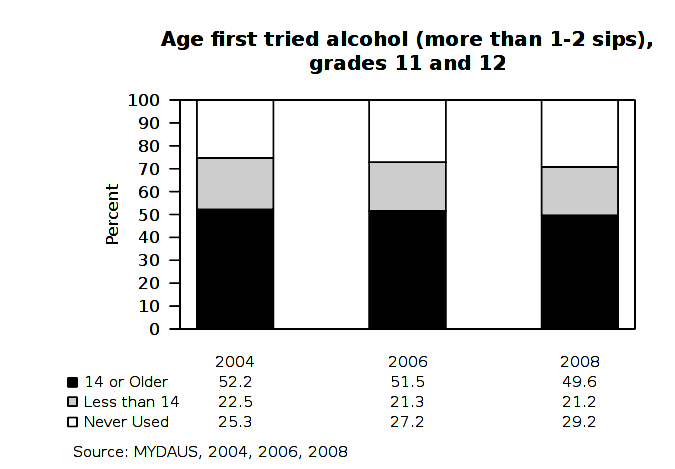 Age first tried alcohol (more than 1-2 sips),
grades 11 and 12
Percent
100
90
80
70
60
50
40
30
20
10
0
2004 2006 2008
14 or Older 52.2 51.5 49.6
Less than 14 22.5 21.3 21.2
Never Used 25.3 27.2 29.2
Source: MYDAUS, 2004, 2006, 2008